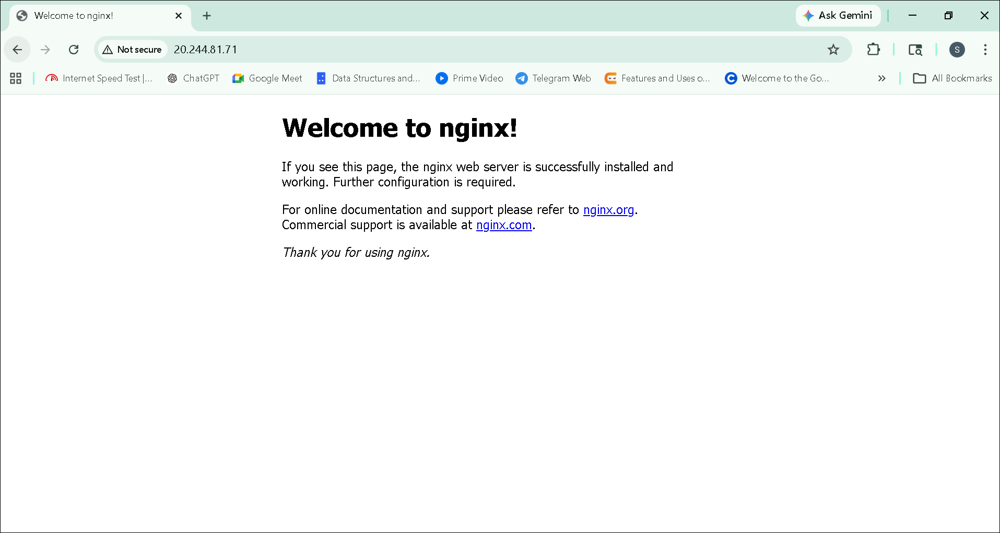 Welcome to nginx!
Ask Gemini
Not secure
20.244.81.71
S
Internet Speed Test |...
ChatGPT
Google Meet
Data Structures and...
Prime Video
Telegram Web
Features and Uses o...
Welcome to the Go...
All Bookmarks
Welcome to nginx!
If you see this page, the nginx web server is successfully installed and
working. Further configuration is required.
For online documentation and support please refer to nginx.org.
Commercial support is available at nginx.com.
Thank you for using nginx.